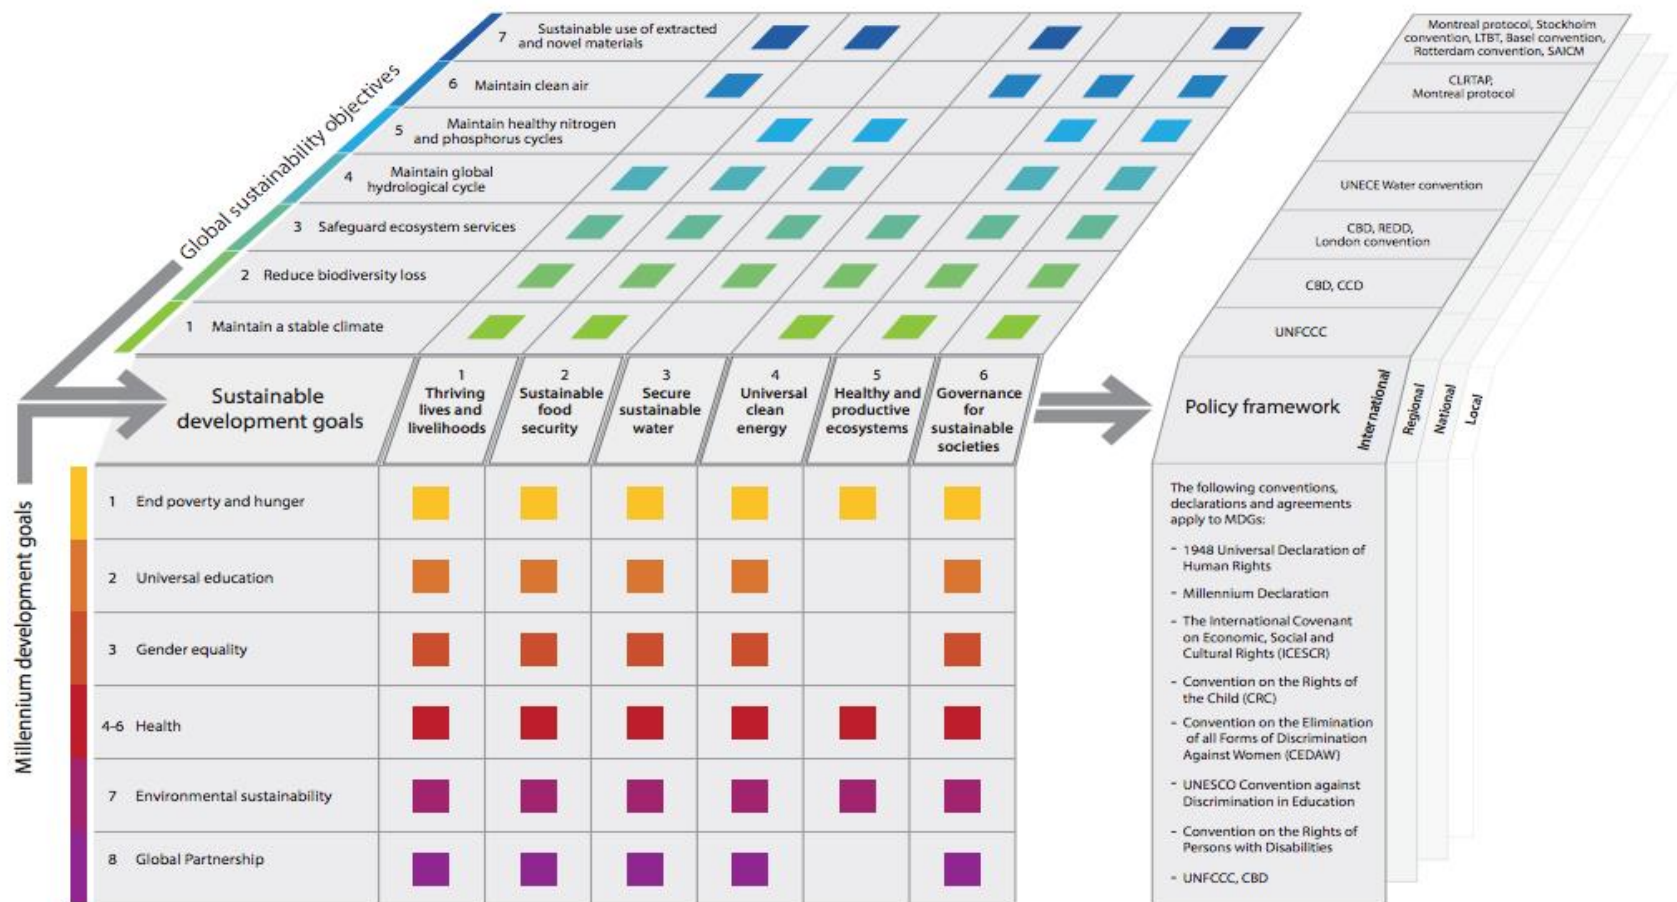 Global sustainability objectives
7 Sustainable use of extracted
and novel materials
6 Maintain clean air
5 Maintain healthy nitrogen
and phosphorus cycles
4 Maintain global
hydrological cycle
3 Safeguard ecosystem services
2 Reduce biodiversity loss
1 Maintain a stable climate
Montreal protocol, Stockholm
convention, LTBT, Basel convention,
Rotterdam convention, SAICM
CLRTAP,
Montreal protocol
UNECE Water convention
CBD, REDD,
London convention
CBD, CCD
UNFCCC
Sustainable
development goals
1
Thriving
lives and
livelihoods
2
Sustainable
food
security
3
Secure
sustainable
water
4
Universal
clean
energy
5
Healthy and
productive
ecosystems
6
Governance
for
sustainable
societies
Policy framework
International
Regional
National
Local
Millennium development goals
1 End poverty and hunger
2 Universal education
3 Gender equality
4-6 Health
7 Environmental sustainability
8 Global Partnership
The following conventions,
declarations and agreements
apply to MDGs:
- 1948 Universal Declaration of
Human Rights
- Millennium Declaration
- The International Covenant
on Economic, Social and
Cultural Rights (ICESCR)
- Convention on the Rights of
the Child (CRC)
- Convention on the Elimination
of all Forms of Discrimination
Against Women (CEDAW)
- UNESCO Convention against
Discrimination in Education
- Convention on the Rights of
Persons with Disabilities
- UNFCCC, CBD